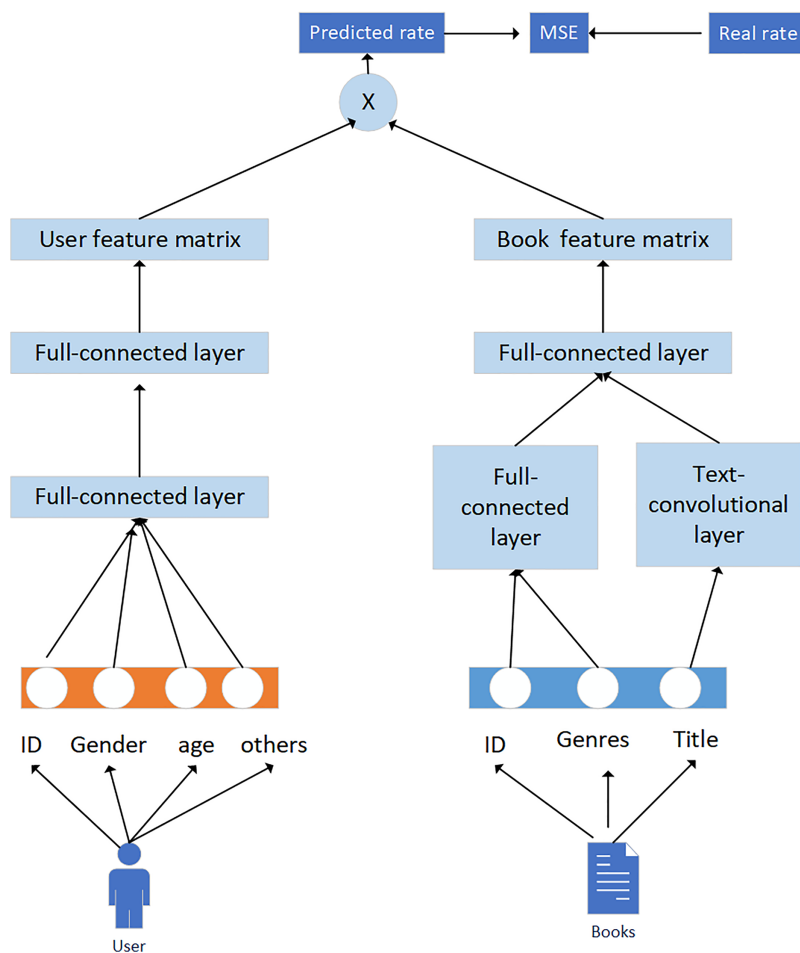 Predicted rate
MSE
Real rate
X
User feature matrix
Book feature matrix
Full-connected layer
Full-connected layer
Full-connected layer
Full-
connected
layer
Text-
convolutional
layer
ID
Gender
age
others
ID
Genres
Title
User
Books